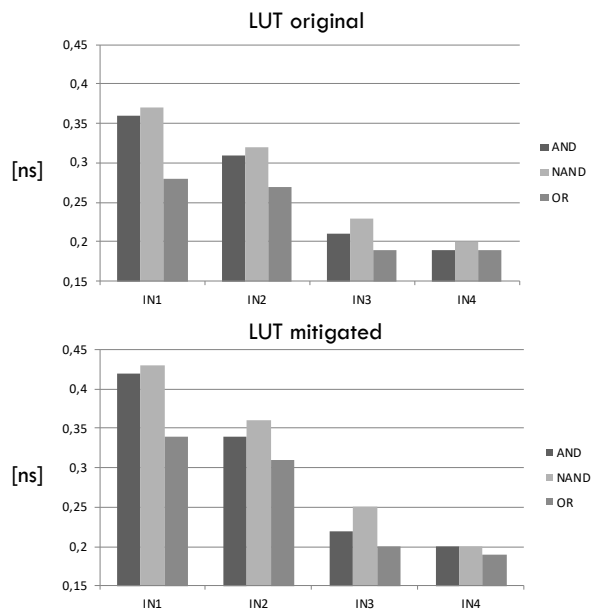 LUT original
0,45
0,4
0,35
0,3
0,25
0,2
0,15
[ns]
IN1 IN2 IN3 IN4
AND
NAND
OR
LUT mitigated
0,45
0,4
0,35
0,3
0,25
0,2
0,15
[ns]
IN1 IN2 IN3 IN4
AND
NAND
OR